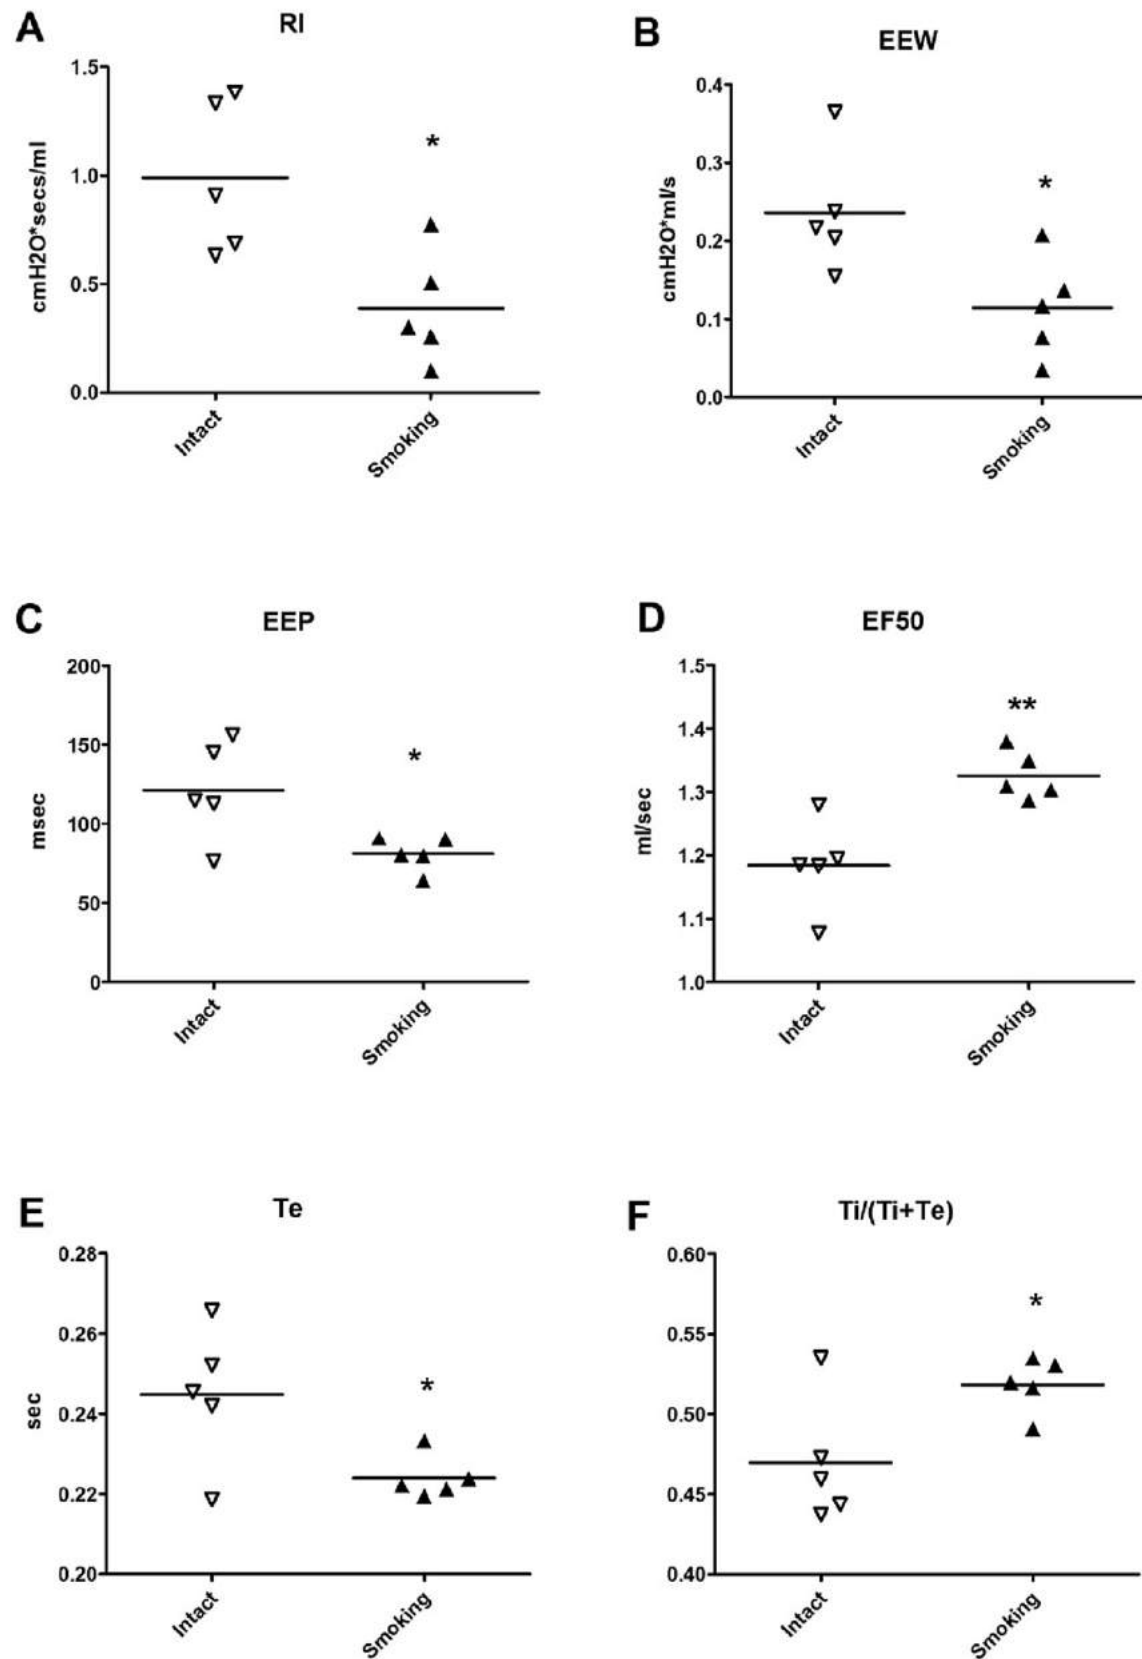 A
RI
1.5
1.0
0.5
0.0
cmH2O*secs/ml
*
Intact
Smoking
B
EEW
0.4
0.3
0.2
0.1
0.0
cmH2O*ml/s
*
Intact
Smoking
C
EEP
200
150
100
50
0
msec
*
Intact
Smoking
D
EF50
1.5
1.4
1.3
1.2
1.1
1.0
ml/sec
**
Intact
Smoking
E
Te
0.28
0.26
0.24
0.22
0.20
sec
*
Intact
Smoking
F
Ti/(Ti+Te)
0.60
0.55
0.50
0.45
0.40
*
Intact
Smoking